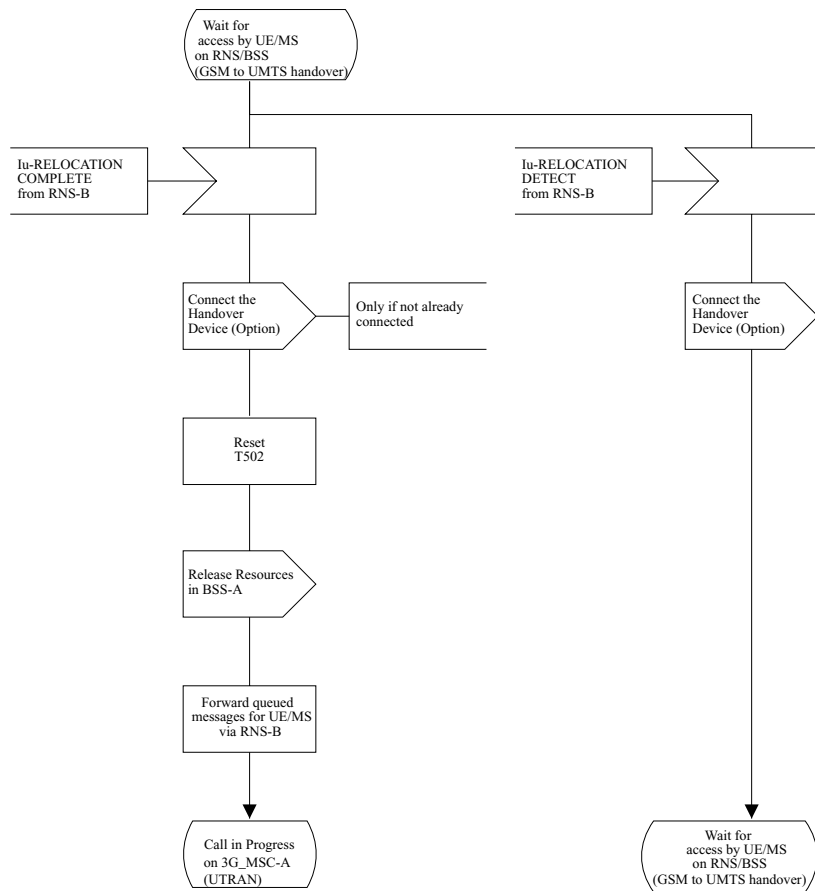 Wait for
access by UE/MS
on RNS/BSS
(GSM to UMTS handover)
Iu-RELOCATION
COMPLETE
from RNS-B
Iu-RELOCATION
DETECT
from RNS-B
Connect the
Handover
Device (Option)
Only if not already
connected
Connect the
Handover
Device (Option)
Reset
T502
Release Resources
in BSS-A
Forward queued
messages for UE/MS
via RNS-B
Call in Progress
on 3G_MSC-A
(UTRAN)
Wait for
access by UE/MS
on RNS/BSS
(GSM to UMTS handover)